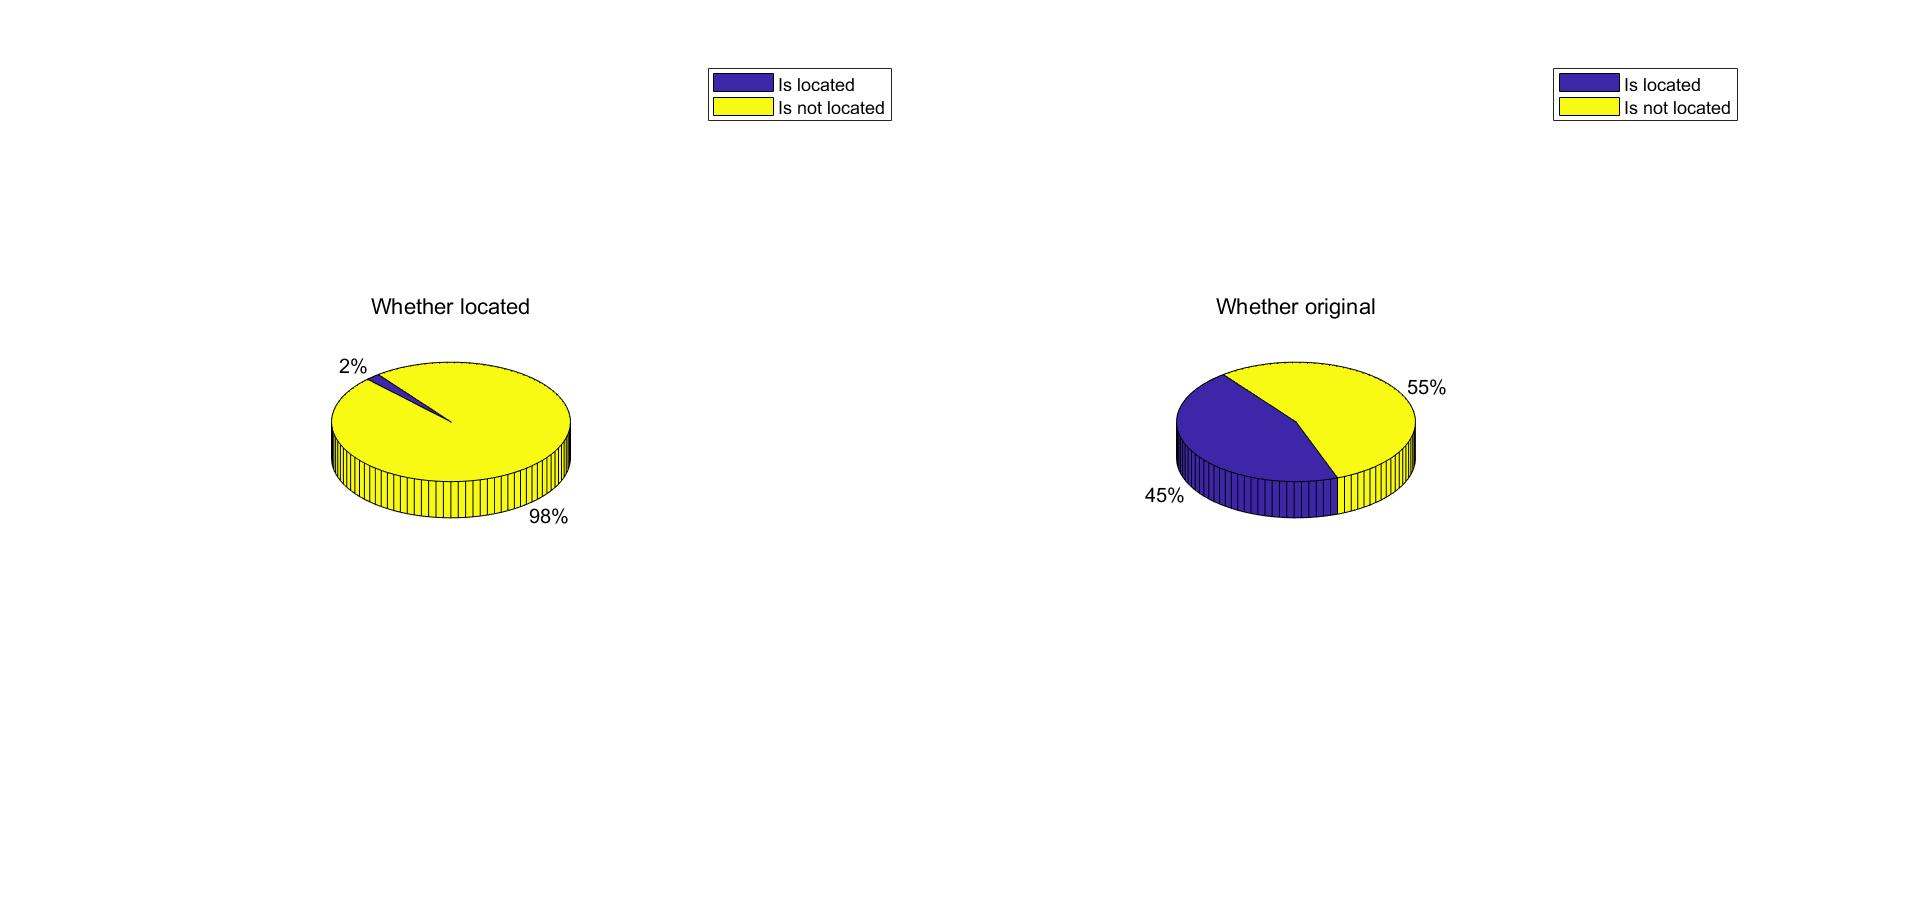 Is located
Is not located
Whether located
2%
98%
Is located
Is not located
Whether original
55%
45%